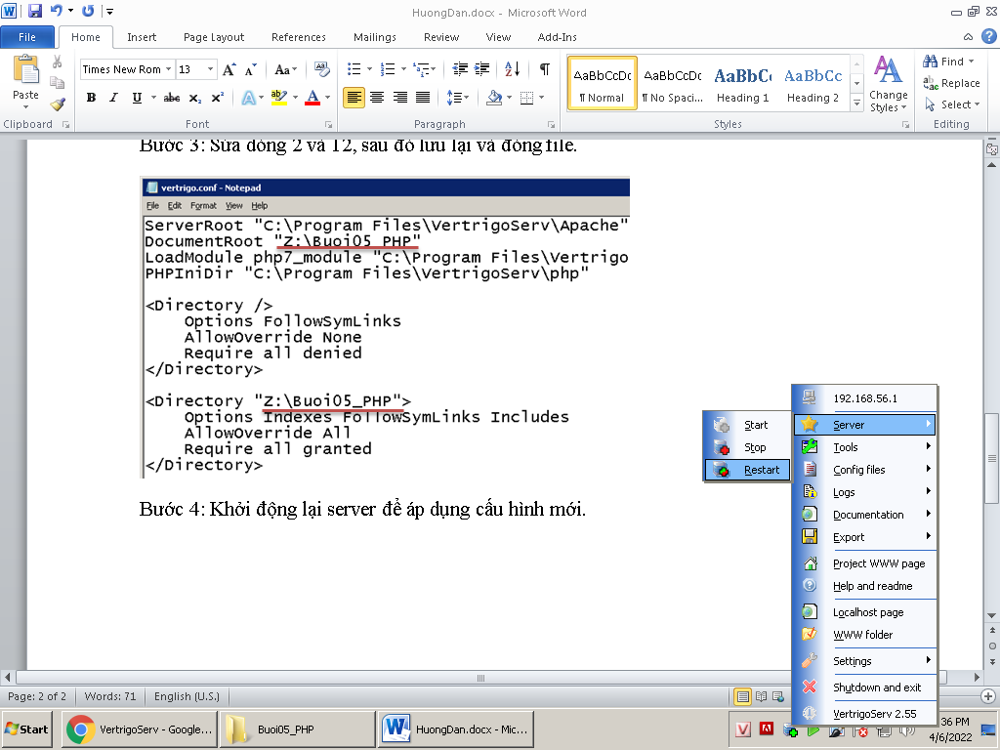 HuongDan.docx - Microsoft Word
File Home Insert Page Layout References Mailings Review View Add-Ins
Times New Rom 13
Paste
B I U abc
AaBbCcDc AaBbCcDc AaBbC AaBbCc
¶ Normal ¶ No Spaci... Heading 1 Heading 2
Change Styles
Find
Replace
Select
Clipboard Font Paragraph Styles Editing
Bước 3: Sửa dòng 2 và 12, sau đó lưu lại và đóng file.
vertrigo.conf - Notepad
File Edit Format View Help
ServerRoot "C:\Program Files\VertrigoServ\Apache"
DocumentRoot "Z:\Buoi05_PHP"
LoadModule php7_module "C:\Program Files\Vertrigo
PHPIniDir "C:\Program Files\VertrigoServ\php"
<Directory />
Options FollowSymLinks
AllowOverride None
Require all denied
</Directory>
<Directory "Z:\Buoi05_PHP">
Options Indexes FollowSymLinks Includes
AllowOverride All
Require all granted
</Directory>
Bước 4: Khởi động lại server để áp dụng cấu hình mới.
Start
Stop
Restart
192.168.56.1
Server
Tools
Config files
Logs
Documentation
Export
Project WWW page
Help and readme
Localhost page
WWW folder
Settings
Shutdown and exit
VertrigoServ 2.55
Page: 2 of 2 Words: 71 English (U.S.)
Start VertrigoServ - Google... Buoi05_PHP HuongDan.docx - Mic...
:36 PM
4/6/2022